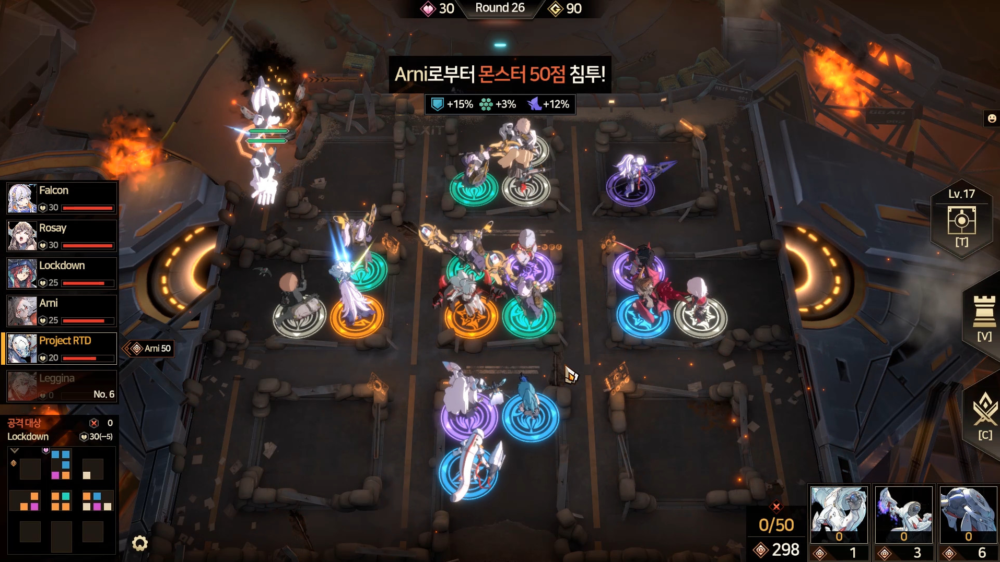 30
Round 26
90
Arni로부터 몬스터 50점 침투!
+15% +3% +12%
EXIT
Falcon
30
Rosay
30
Lockdown
25
Arni
25
Project RTD
20
Arni 50
Leggina
0
No. 6
공격 대상
0
Lockdown
30(-5)
Lv.17
[T]
[V]
[C]
0/50
298
0
1
0
3
0
6